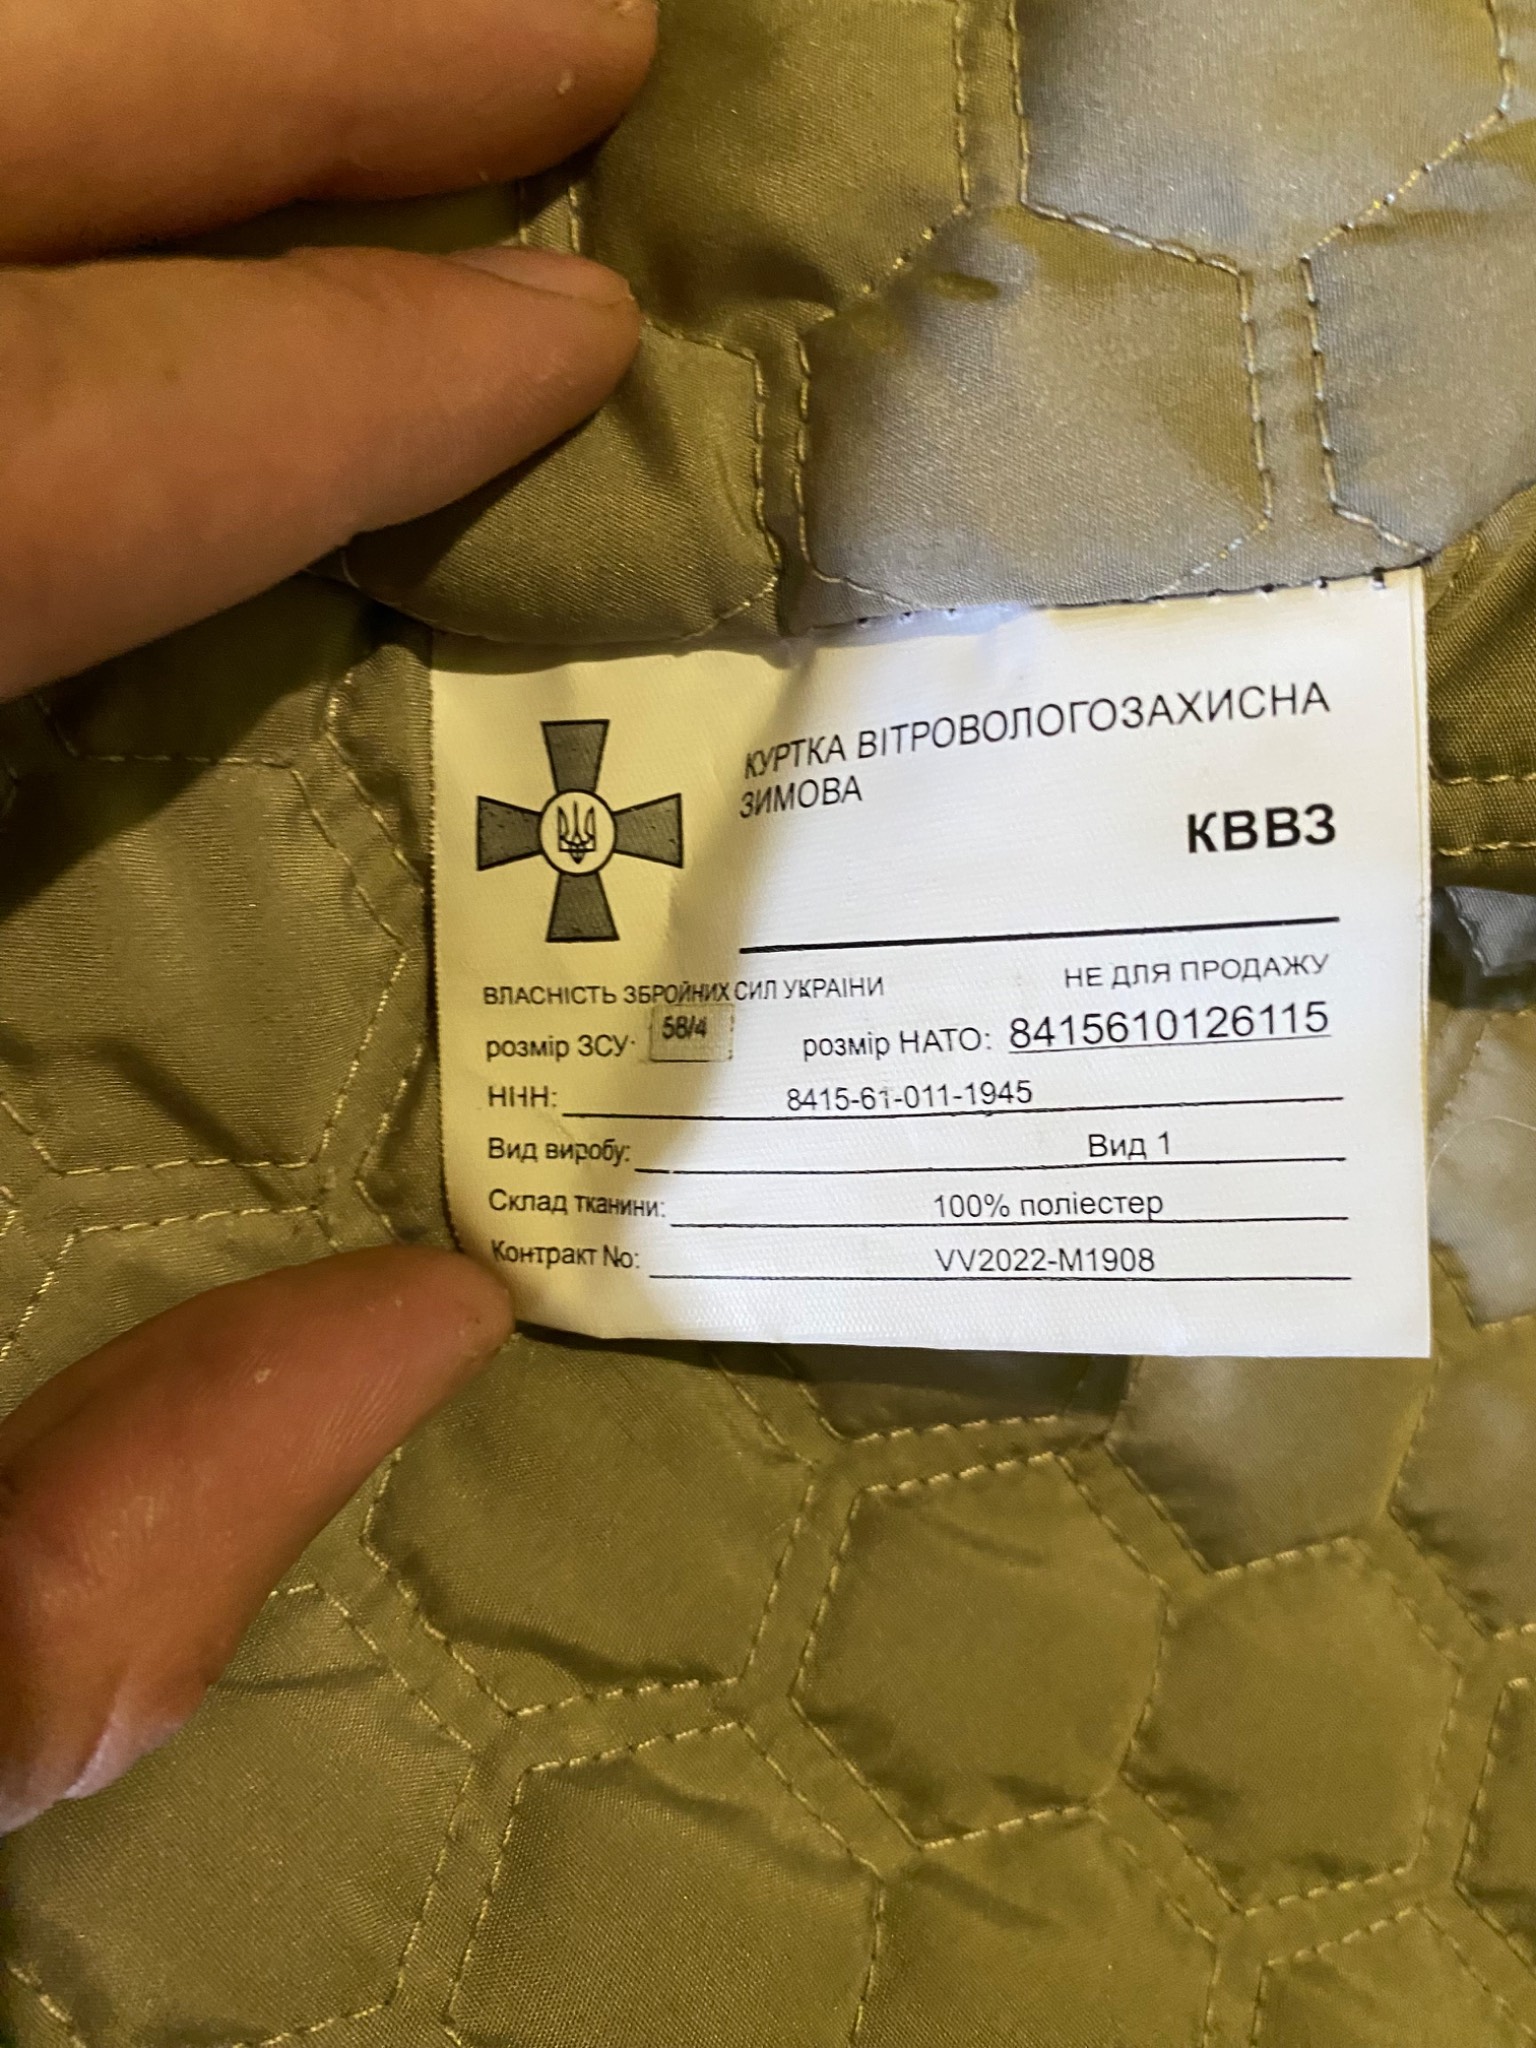 КУРТКА ВІТРОВОЛОГОЗАХИСНА
ЗИМОВА
КВВЗ
ВЛАСНІСТЬ ЗБРОЙНИХ СИЛ УКРАЇНИ НЕ ДЛЯ ПРОДАЖУ
розмір ЗСУ: 58/4 розмір НАТО: 8415610126115
ННН: 8415-61-011-1945
Вид виробу: Вид 1
Склад тканини: 100% поліестер
Контракт No: VV2022-M1908